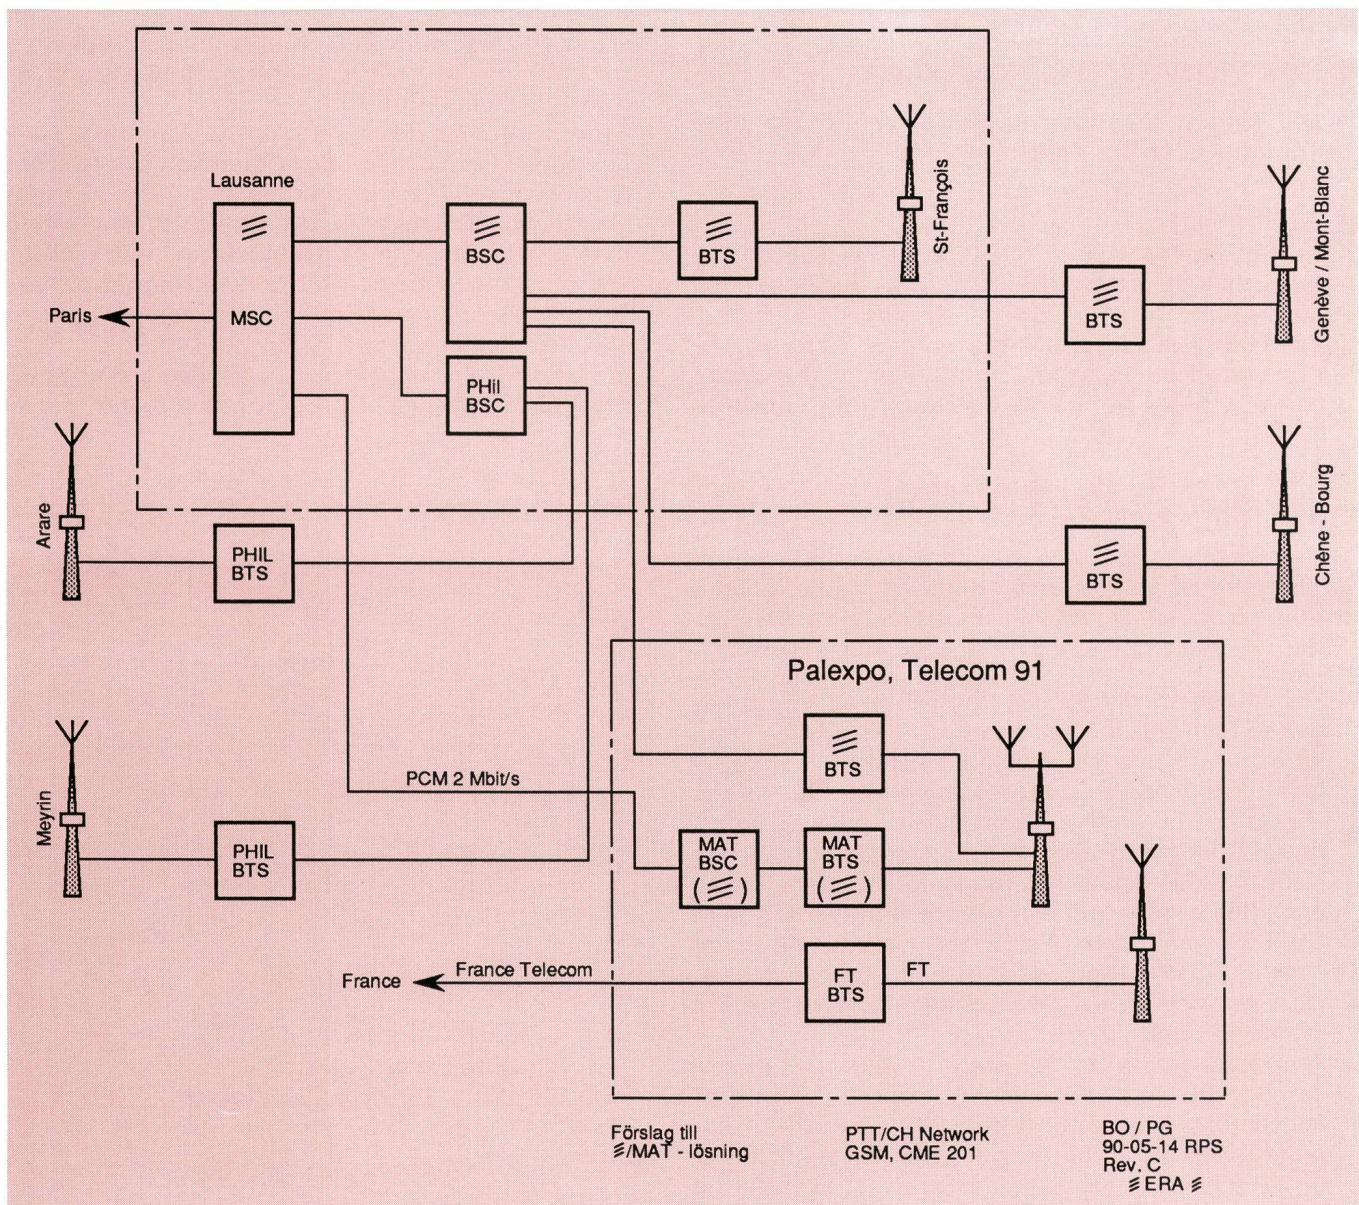 Lausanne
St-François
Genève / Mont-Blanc
BSC
BTS
Paris
MSC
BTS
PHil
BSC
Arare
PHIL
BTS
BTS
Chêne - Bourg
Palexpo, Telecom 91
BTS
Meyrin
PCM 2 Mbit/s
PHIL
BTS
MAT
BSC
( )
MAT
BTS
( )
France
France Telecom
FT
BTS
FT
Förslag till
/MAT - lösning
PTT/CH Network
GSM, CME 201
BO / PG
90-05-14 RPS
Rev. C
ERA